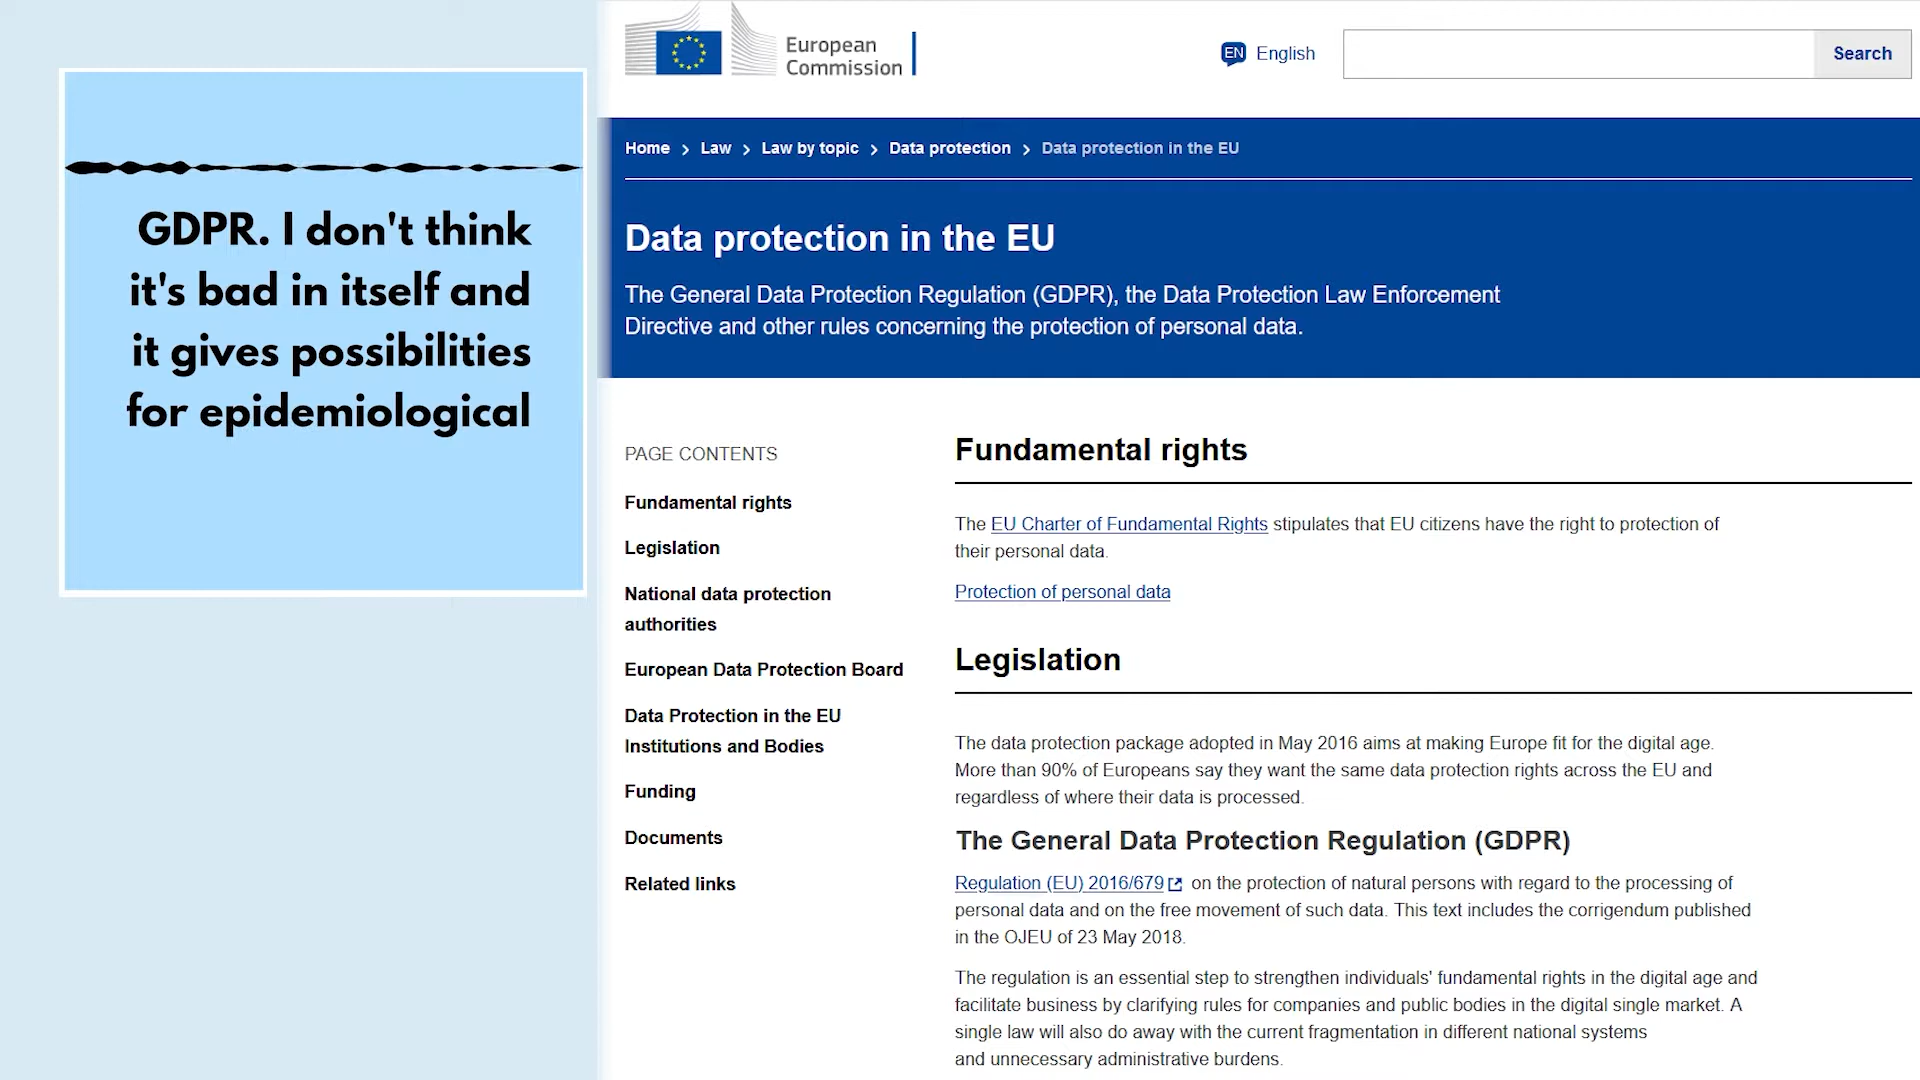 GDPR. I don't think
it's bad in itself and
it gives possibilities
for epidemiological
European
Commission
EN English
Search
Home > Law > Law by topic > Data protection > Data protection in the EU
Data protection in the EU
The General Data Protection Regulation (GDPR), the Data Protection Law Enforcement
Directive and other rules concerning the protection of personal data.
PAGE CONTENTS
Fundamental rights
Legislation
National data protection
authorities
European Data Protection Board
Data Protection in the EU
Institutions and Bodies
Funding
Documents
Related links
Fundamental rights
The EU Charter of Fundamental Rights stipulates that EU citizens have the right to protection of
their personal data.
Protection of personal data
Legislation
The data protection package adopted in May 2016 aims at making Europe fit for the digital age.
More than 90% of Europeans say they want the same data protection rights across the EU and
regardless of where their data is processed.
The General Data Protection Regulation (GDPR)
Regulation (EU) 2016/679 on the protection of natural persons with regard to the processing of
personal data and on the free movement of such data. This text includes the corrigendum published
in the OJEU of 23 May 2018.
The regulation is an essential step to strengthen individuals' fundamental rights in the digital age and
facilitate business by clarifying rules for companies and public bodies in the digital single market. A
single law will also do away with the current fragmentation in different national systems
and unnecessary administrative burdens.